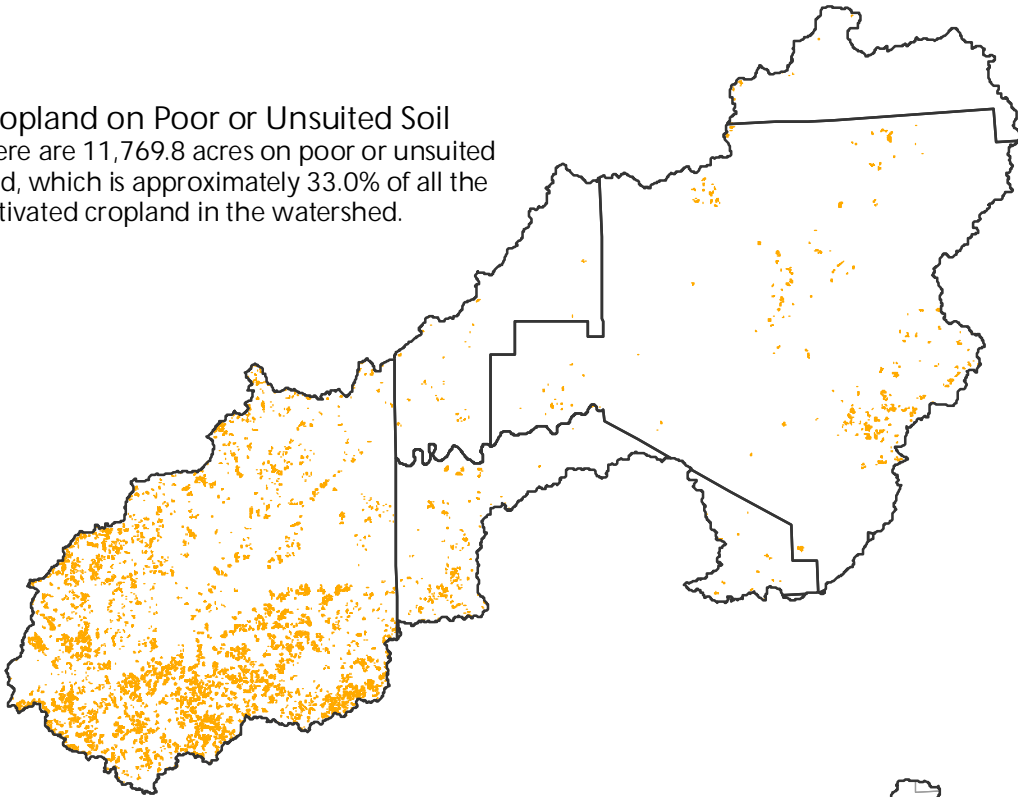 opland on Poor or Unsuited Soil
ere are 11,769.8 acres on poor or unsuited
d, which is approximately 33.0% of all the
tivated cropland in the watershed.